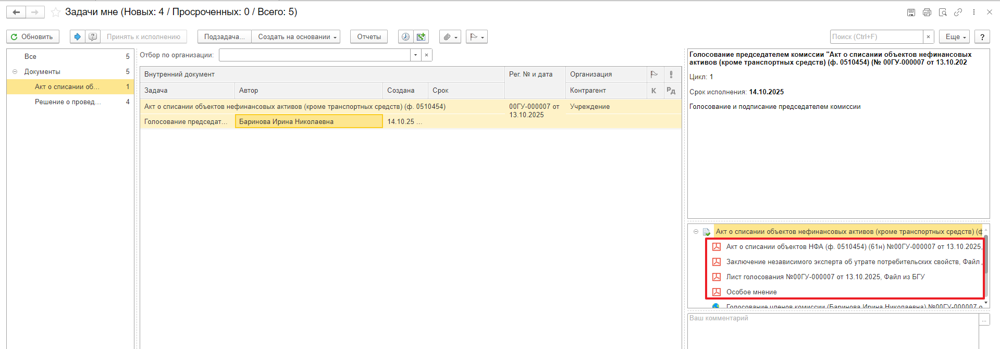 Задачи мне (Новых: 4 / Просроченных: 0 / Всего: 5)
Обновить
Принять к исполнению
Подзадача...
Создать на основании
Отчеты
Поиск (Ctrl+F)
×
Еще
?
Все 5
Документы 5
Акт о списании об... 1
Решение о провед... 4
Отбор по организации:
×
Внутренний документ
Рег. № и дата
Организация
!
Задача
Автор
Создана
Срок
Контрагент
К
Рд
Акт о списании объектов нефинансовых активов (кроме транспортных средств) (ф. 0510454)
00ГУ-000007 от
13.10.2025
Учреждение
Голосование председат...
Баринова Ирина Николаевна
14.10.25 ...
Голосование председателем комиссии "Акт о списании объектов нефинансовых
активов (кроме транспортных средств) (ф. 0510454) (№ 00ГУ-000007 от 13.10.202
Цикл: 1
Срок исполнения: 14.10.2025
Голосование и подписание председателем комиссии
Акт о списании объектов нефинансовых активов (кроме транспортных средств) (ф
Акт о списании объектов НФА (ф. 0510454) (61н) №00ГУ-000007 от 13.10.2025,
Заключение независимого эксперта об утрате потребительских свойств, Файл
Лист голосования №00ГУ-000007 от 13.10.2025, Файл из БГУ
Особое мнение
Голосование членов комиссии (Баринова Ирина Николаевна) №00ГУ-000007 о
Ваш комментарий
...